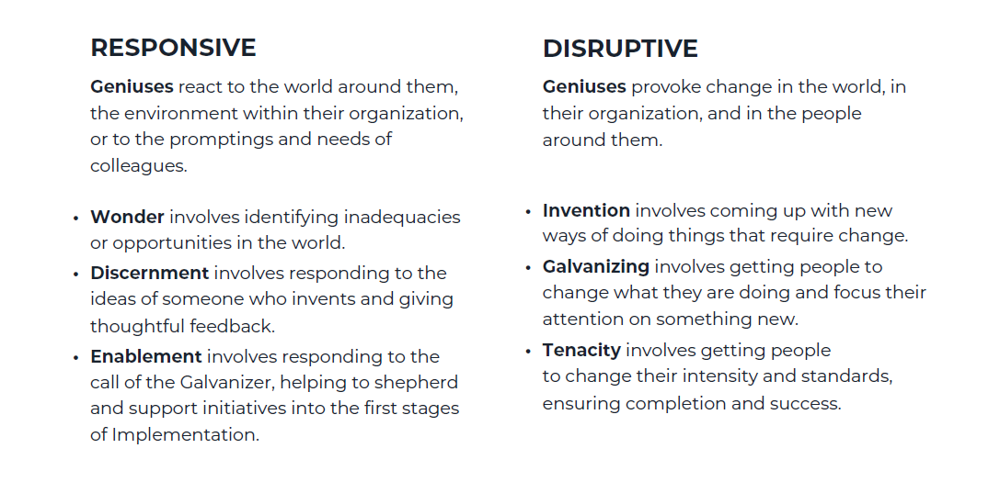 RESPONSIVE
Geniuses react to the world around them,
the environment within their organization,
or to the promptings and needs of
colleagues.
• Wonder involves identifying inadequacies
or opportunities in the world.
• Discernment involves responding to the
ideas of someone who invents and giving
thoughtful feedback.
• Enablement involves responding to the
call of the Galvanizer, helping to shepherd
and support initiatives into the first stages
of Implementation.
DISRUPTIVE
Geniuses provoke change in the world, in
their organization, and in the people
around them.
• Invention involves coming up with new
ways of doing things that require change.
• Galvanizing involves getting people to
change what they are doing and focus their
attention on something new.
• Tenacity involves getting people
to change their intensity and standards,
ensuring completion and success.